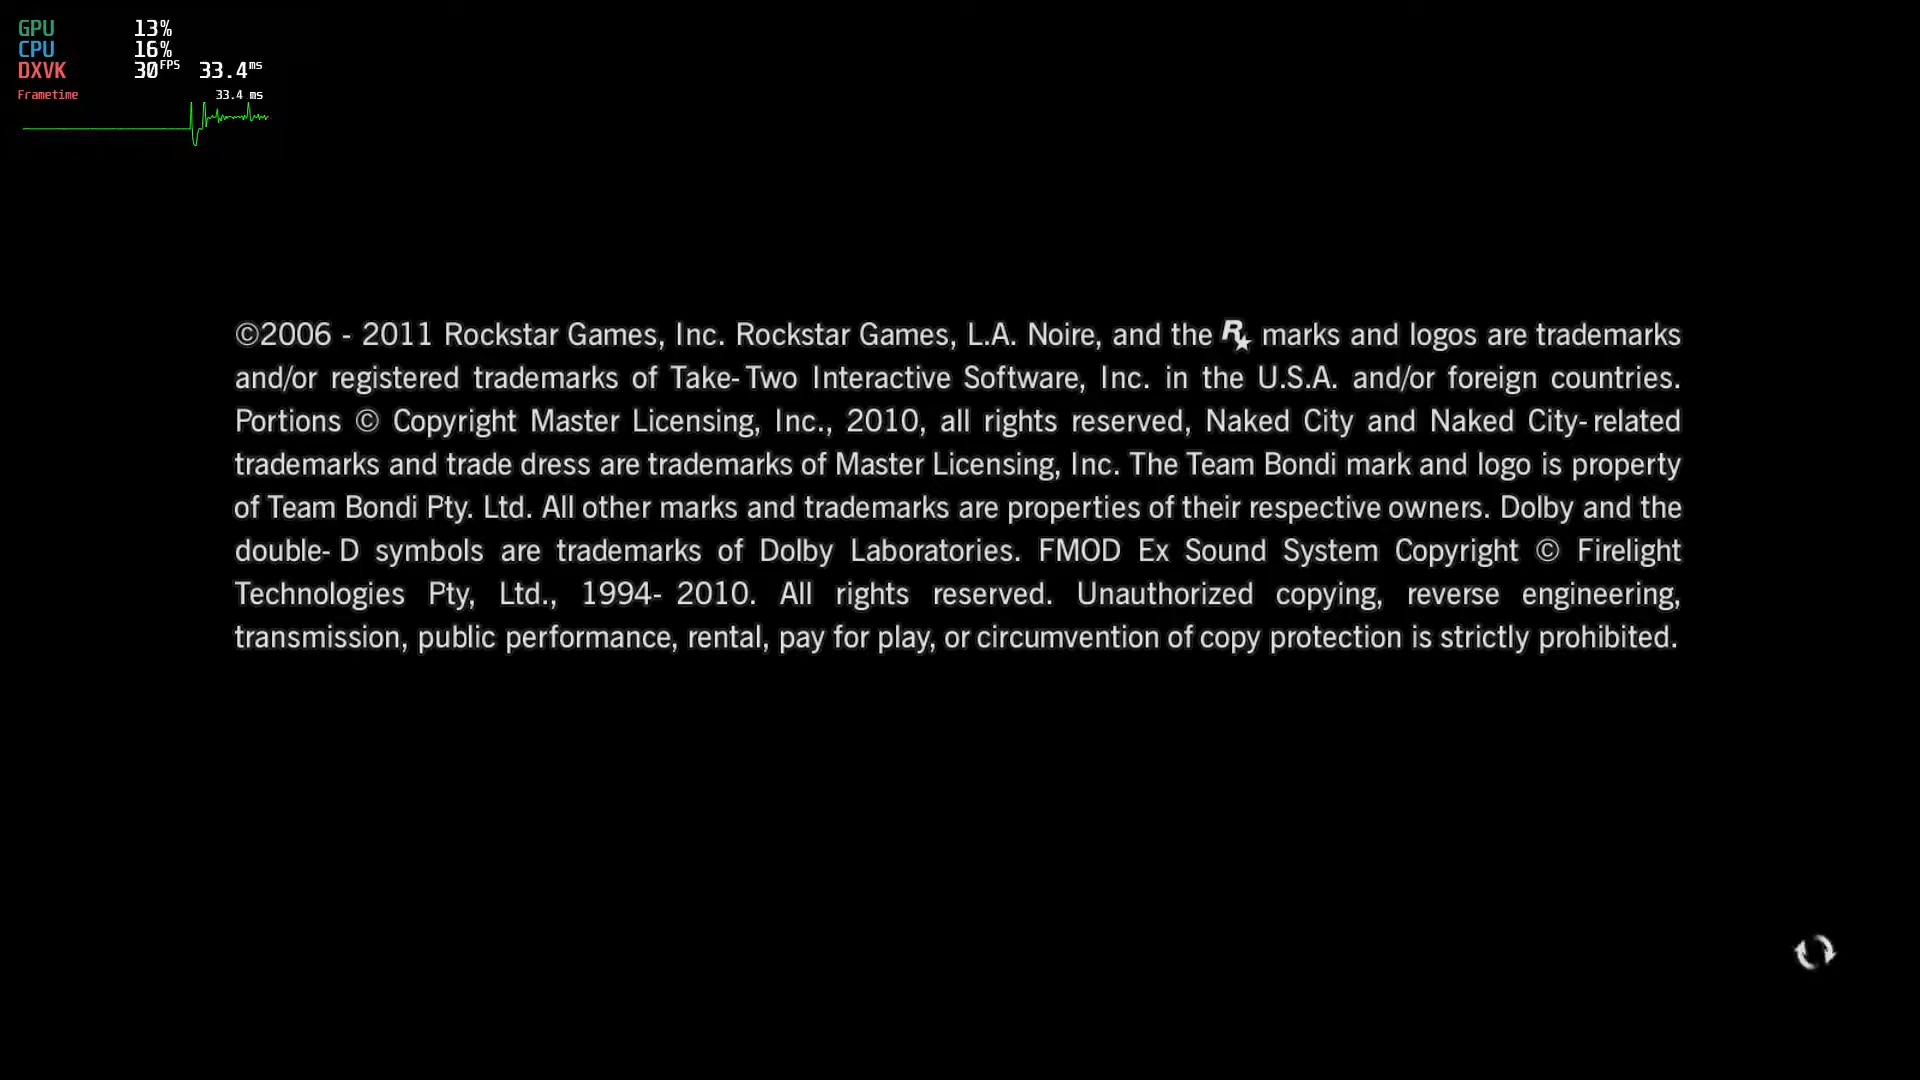 GPU 13%
CPU 16%
DXVK 30 FPS 33.4 ms
Frametime 33.4 ms
©2006 - 2011 Rockstar Games, Inc. Rockstar Games, L.A. Noire, and the R★ marks and logos are trademarks
and/or registered trademarks of Take-Two Interactive Software, Inc. in the U.S.A. and/or foreign countries.
Portions © Copyright Master Licensing, Inc., 2010, all rights reserved, Naked City and Naked City-related
trademarks and trade dress are trademarks of Master Licensing, Inc. The Team Bondi mark and logo is property
of Team Bondi Pty. Ltd. All other marks and trademarks are properties of their respective owners. Dolby and the
double-D symbols are trademarks of Dolby Laboratories. FMOD Ex Sound System Copyright © Firelight
Technologies Pty, Ltd., 1994-2010. All rights reserved. Unauthorized copying, reverse engineering,
transmission, public performance, rental, pay for play, or circumvention of copy protection is strictly prohibited.